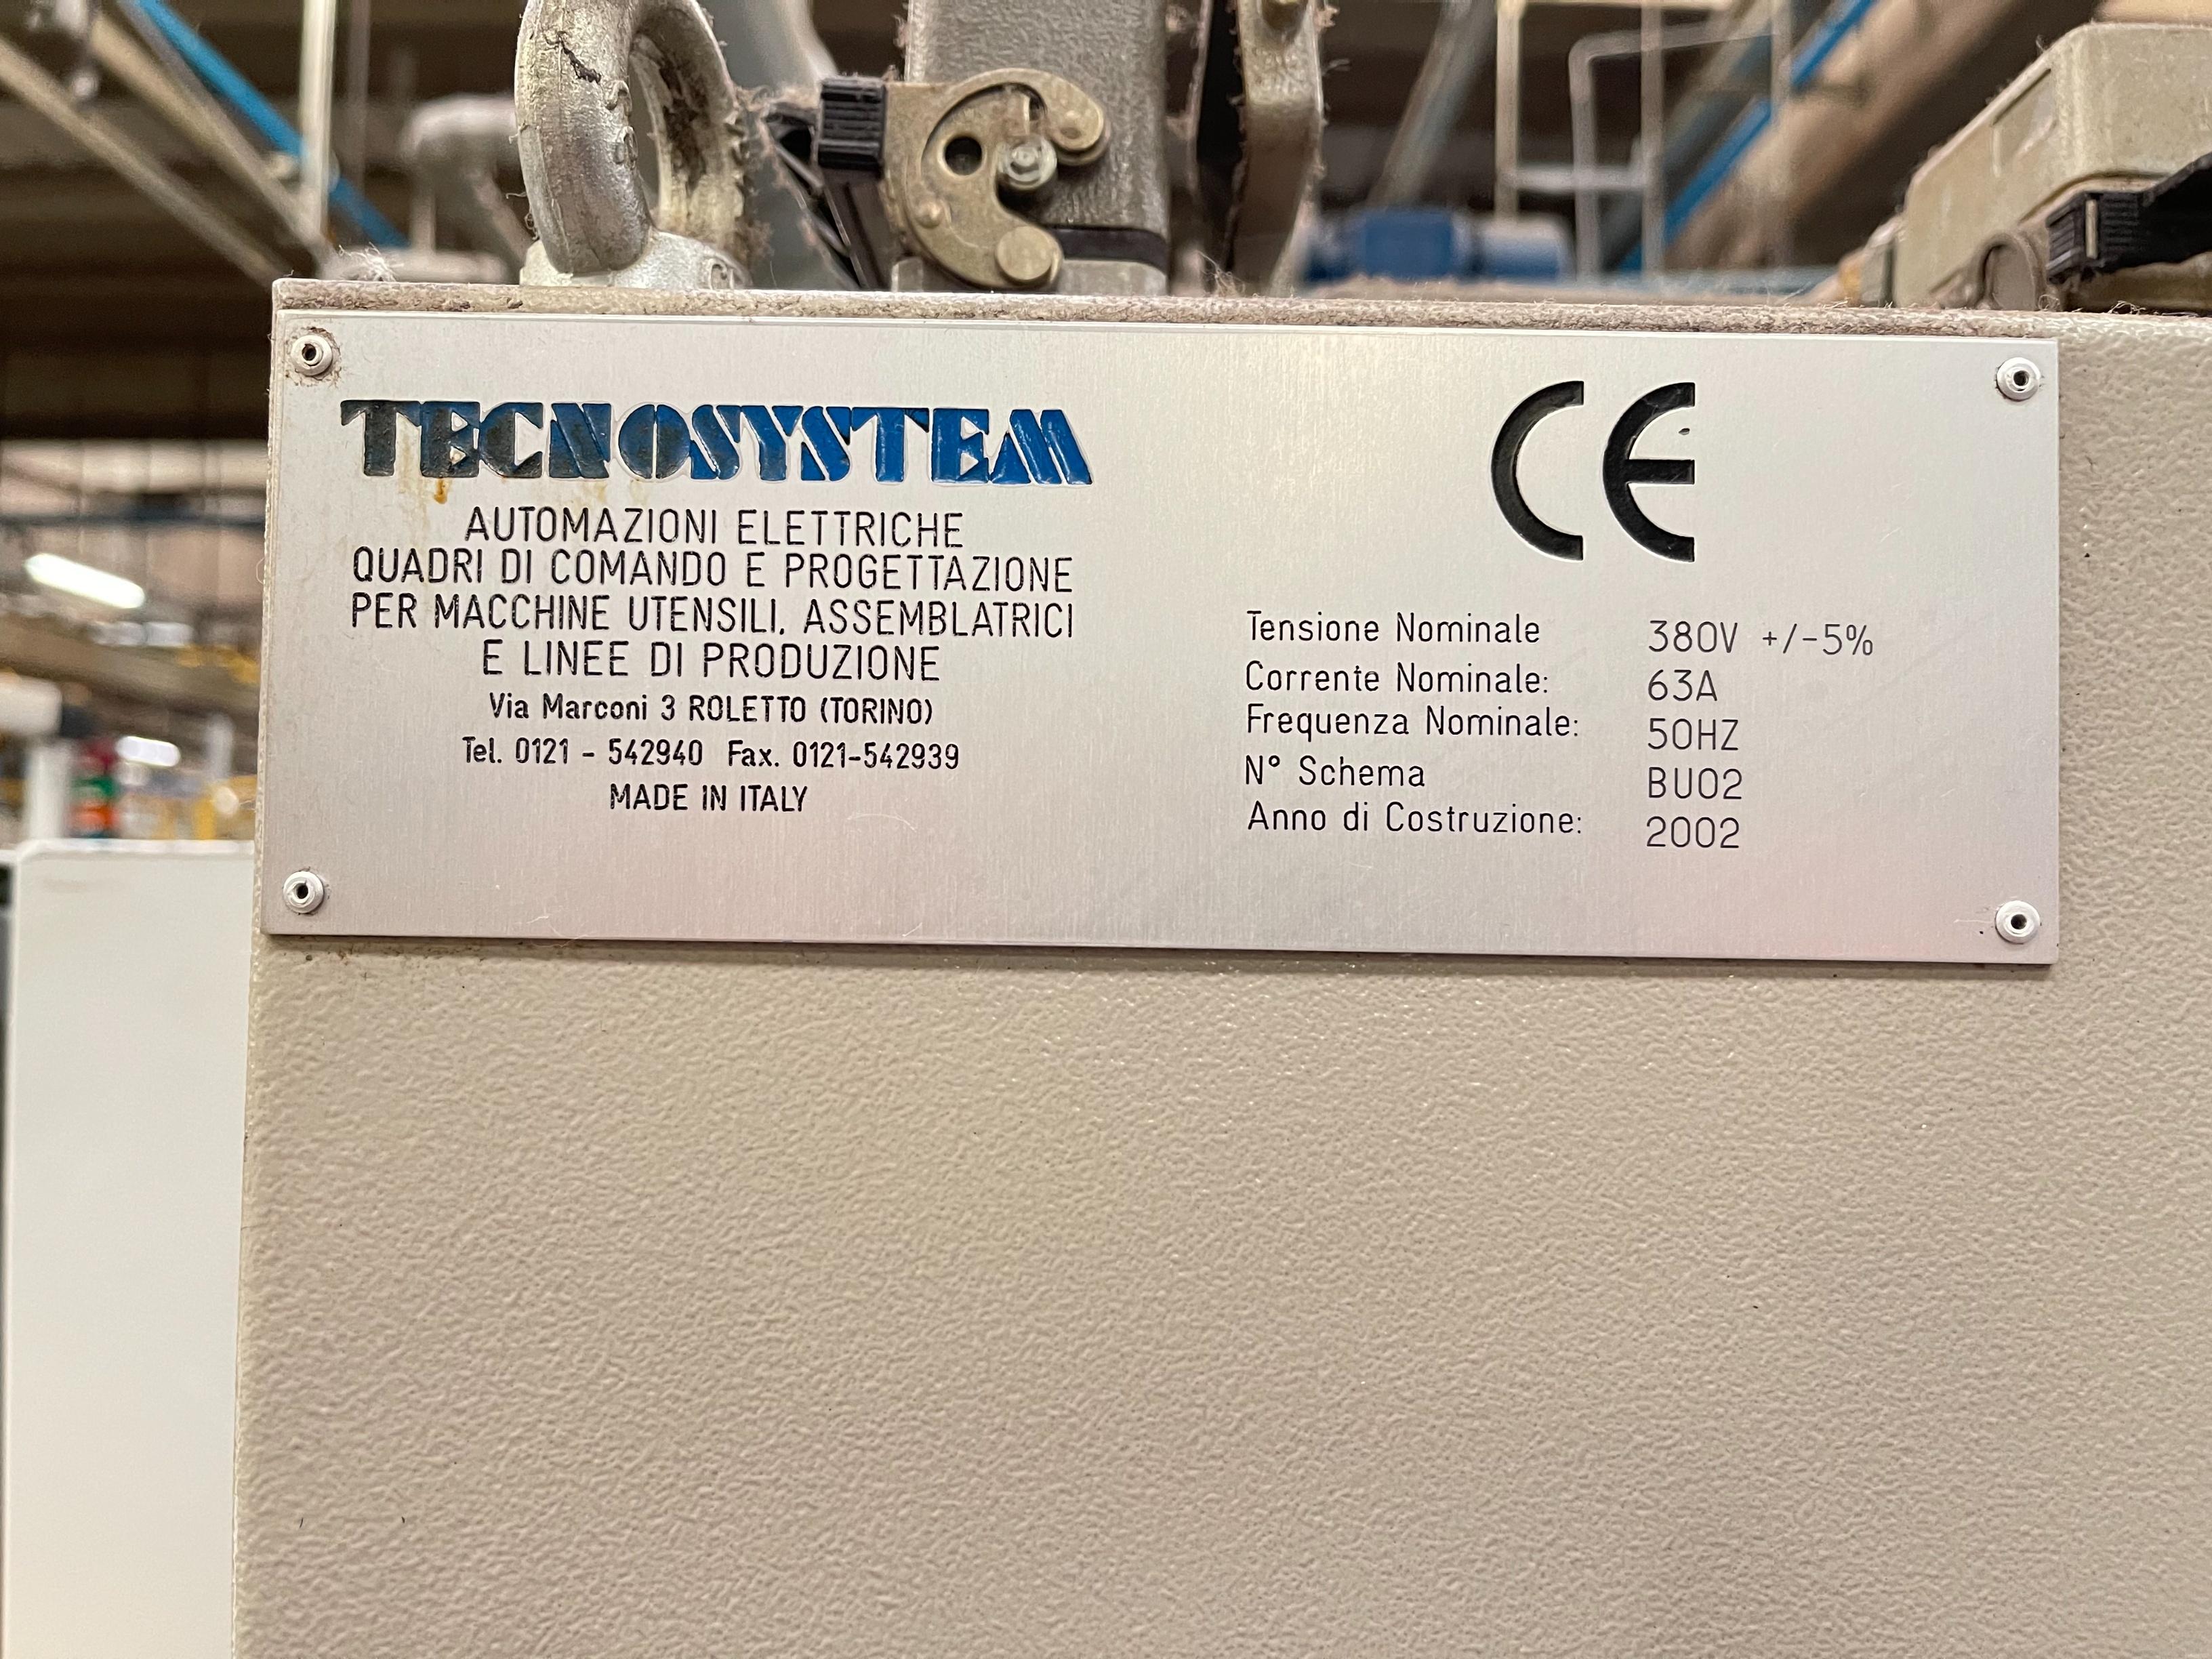 TECNOSYSTEM
AUTOMAZIONI ELETTRICHE
QUADRI DI COMANDO E PROGETTAZIONE
PER MACCHINE UTENSILI, ASSEMBLATRICI
E LINEE DI PRODUZIONE
Via Marconi 3 ROLETTO (TORINO)
Tel. 0121 - 542940 Fax. 0121-542939
MADE IN ITALY
CE
Tensione Nominale 380V +/-5%
Corrente Nominale: 63A
Frequenza Nominale: 50HZ
N° Schema BU02
Anno di Costruzione: 2002